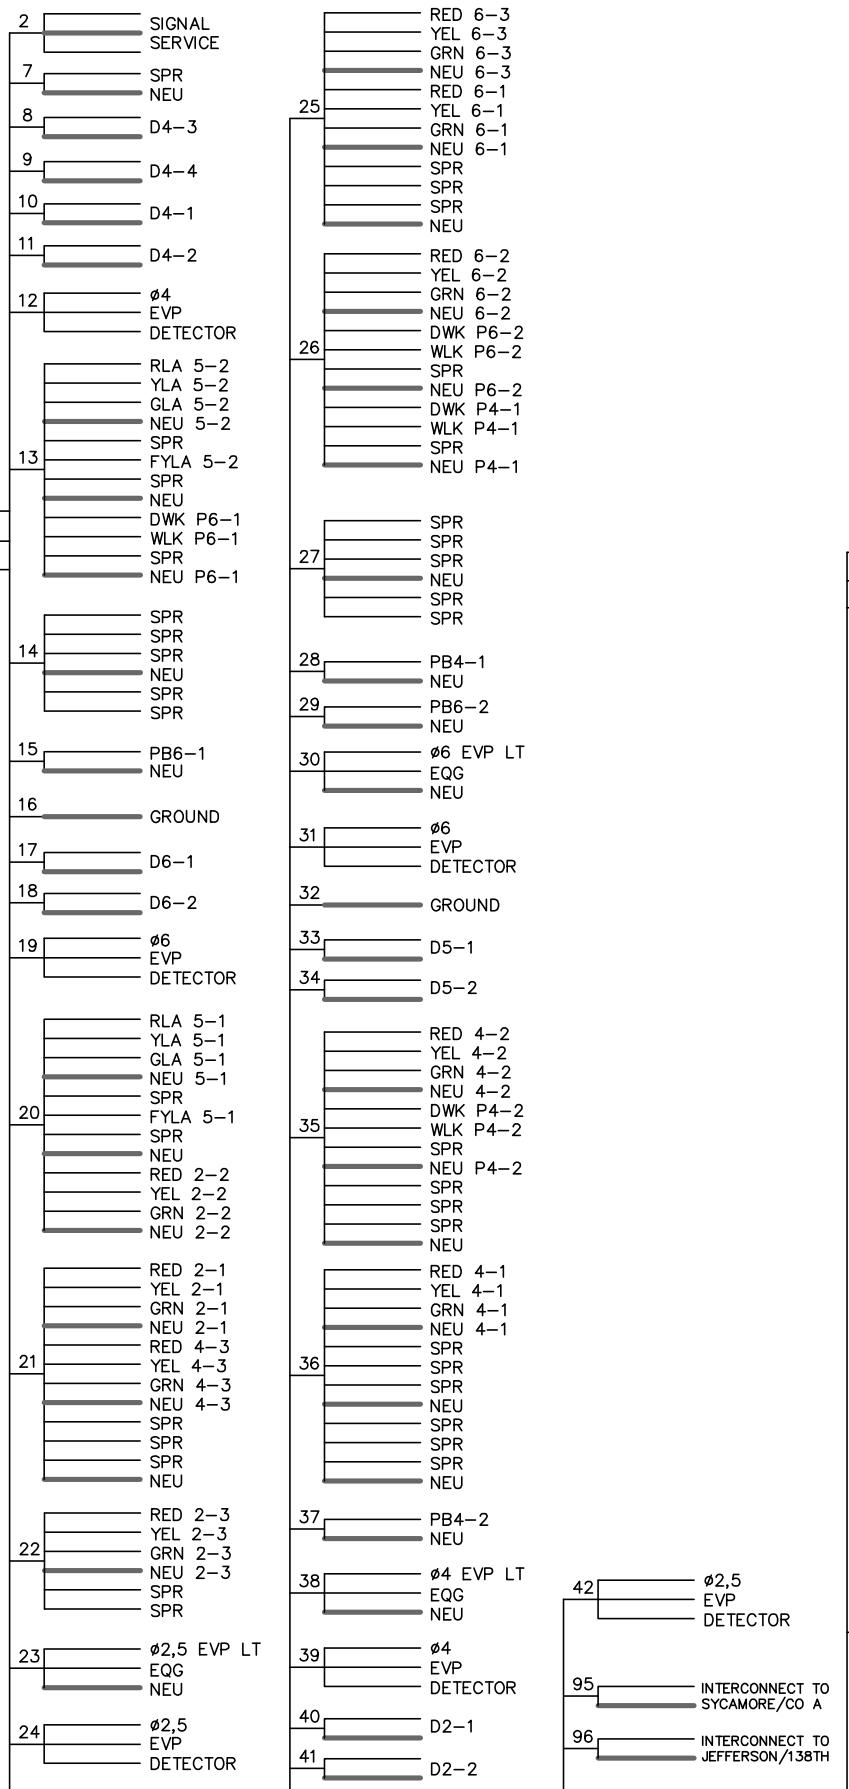 2
SIGNAL
SERVICE
7
SPR
NEU
8
D4-3
9
D4-4
10
D4-1
11
D4-2
12
ø4
EVP
DETECTOR
13
RLA 5-2
YLA 5-2
GLA 5-2
NEU 5-2
SPR
FYLA 5-2
SPR
NEU
DWK P6-1
WLK P6-1
SPR
NEU P6-1
14
SPR
SPR
SPR
NEU
SPR
SPR
15
PB6-1
NEU
16
GROUND
17
D6-1
18
D6-2
19
ø6
EVP
DETECTOR
20
RLA 5-1
YLA 5-1
GLA 5-1
NEU 5-1
SPR
FYLA 5-1
SPR
NEU
RED 2-2
YEL 2-2
GRN 2-2
NEU 2-2
21
RED 2-1
YEL 2-1
GRN 2-1
NEU 2-1
RED 4-3
YEL 4-3
GRN 4-3
NEU 4-3
SPR
SPR
SPR
NEU
22
RED 2-3
YEL 2-3
GRN 2-3
NEU 2-3
SPR
SPR
23
ø2,5 EVP LT
EQG
NEU
24
ø2,5
EVP
DETECTOR
25
RED 6-3
YEL 6-3
GRN 6-3
NEU 6-3
RED 6-1
YEL 6-1
GRN 6-1
NEU 6-1
SPR
SPR
SPR
NEU
26
RED 6-2
YEL 6-2
GRN 6-2
NEU 6-2
DWK P6-2
WLK P6-2
SPR
NEU P6-2
DWK P4-1
WLK P4-1
SPR
NEU P4-1
27
SPR
SPR
SPR
NEU
SPR
SPR
28
PB4-1
NEU
29
PB6-2
NEU
30
ø6 EVP LT
EQG
NEU
31
ø6
EVP
DETECTOR
32
GROUND
33
D5-1
34
D5-2
35
RED 4-2
YEL 4-2
GRN 4-2
NEU 4-2
DWK P4-2
WLK P4-2
SPR
NEU P4-2
SPR
SPR
SPR
NEU
36
RED 4-1
YEL 4-1
GRN 4-1
NEU 4-1
SPR
SPR
SPR
NEU
SPR
SPR
SPR
NEU
37
PB4-2
NEU
38
ø4 EVP LT
EQG
NEU
39
ø4
EVP
DETECTOR
40
D2-1
41
D2-2
42
ø2,5
EVP
DETECTOR
95
INTERCONNECT TO
SYCAMORE/CO A
96
INTERCONNECT TO
JEFFERSON/138TH